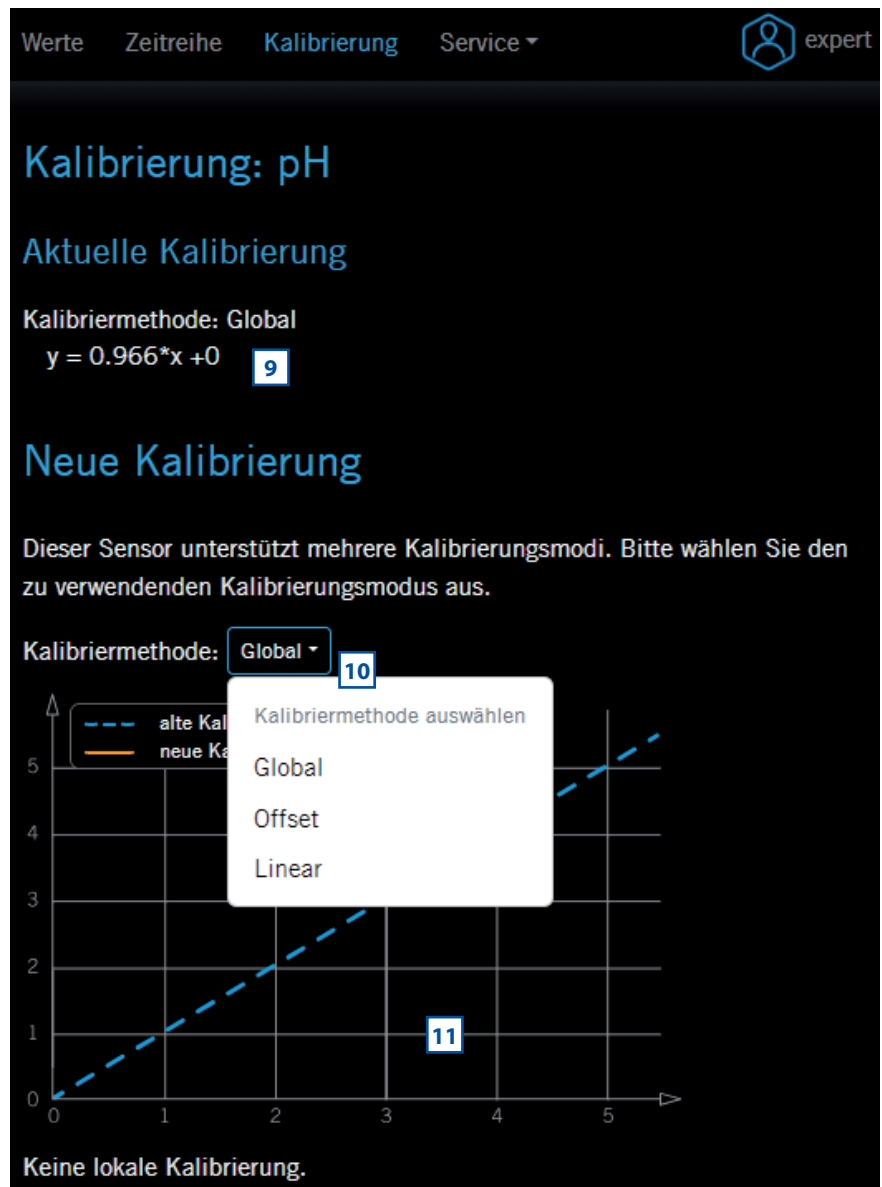 Werte Zeitreihe Kalibrierung Service expert
Kalibrierung: pH
Aktuelle Kalibrierung
Kalibriermethode: Global
y = 0.966*x +0
9
Neue Kalibrierung
Dieser Sensor unterstützt mehrere Kalibrierungsmodi. Bitte wählen Sie den
zu verwendenden Kalibrierungsmodus aus.
Kalibriermethode: Global
10
Kalibriermethode auswählen
Global
Offset
Linear
alte Kal
neue Ka
5
4
3
2
1
0
11
0 1 2 3 4 5
Keine lokale Kalibrierung.